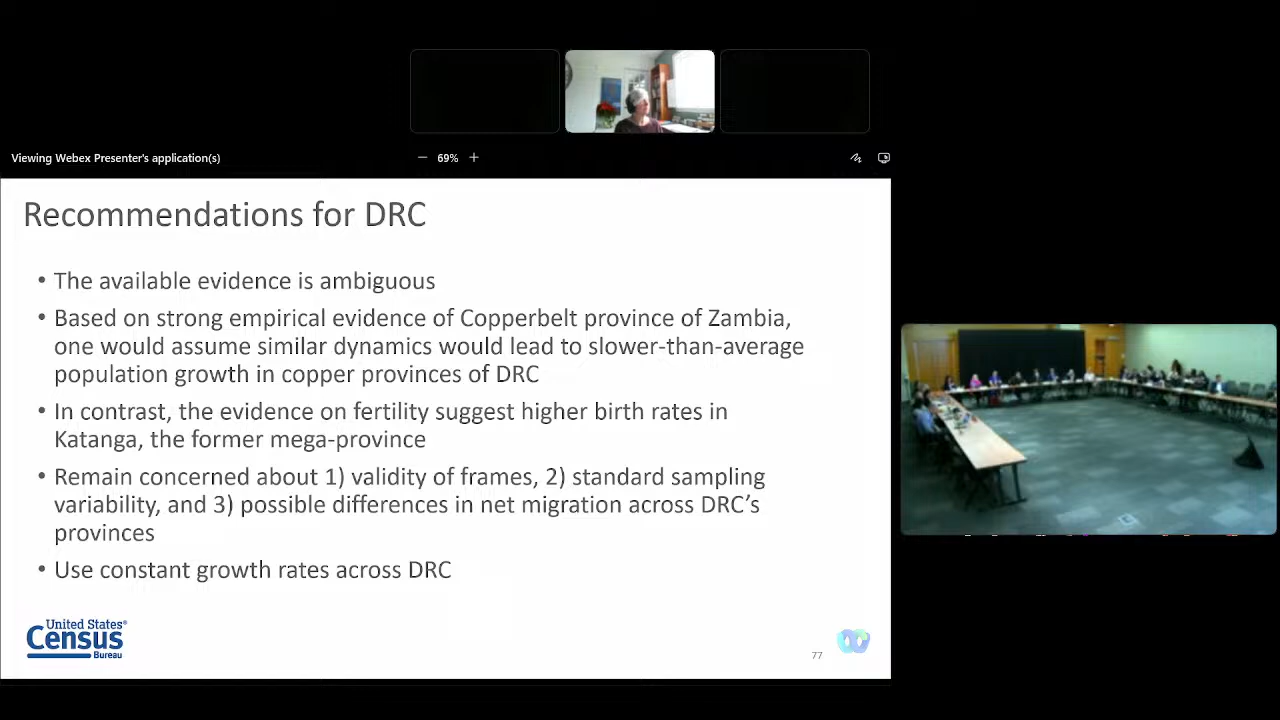 Viewing Webex Presenter's application(s)
69%
Recommendations for DRC
• The available evidence is ambiguous
• Based on strong empirical evidence of Copperbelt province of Zambia,
one would assume similar dynamics would lead to slower-than-average
population growth in copper provinces of DRC
• In contrast, the evidence on fertility suggest higher birth rates in
Katanga, the former mega-province
• Remain concerned about 1) validity of frames, 2) standard sampling
variability, and 3) possible differences in net migration across DRC’s
provinces
• Use constant growth rates across DRC
United States®
Census
Bureau
77